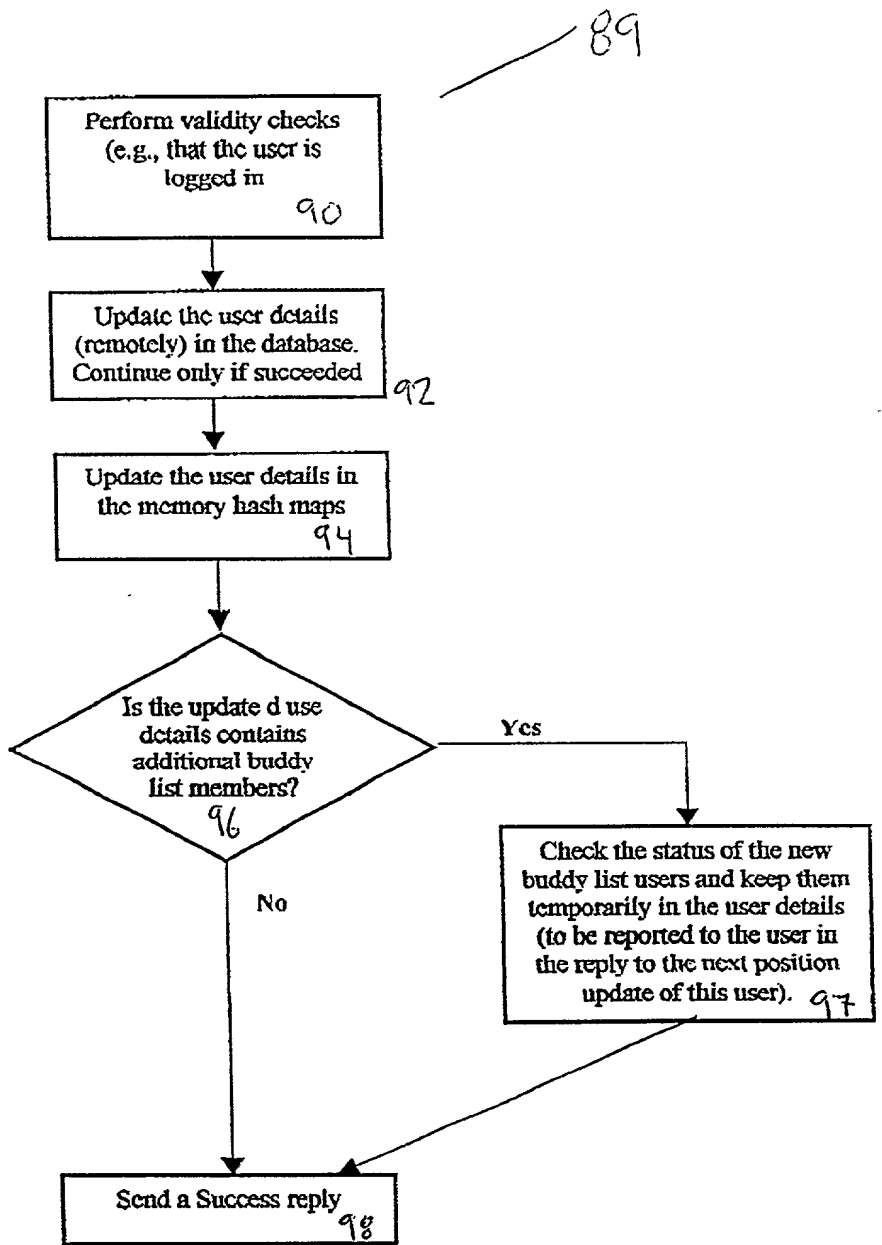 89
Perform validity checks
(e.g., that the user is
logged in
90
Update the user details
(remotely) in the database.
Continue only if succeeded
92
Update the user details in
the memory hash maps
94
Is the update d use
details contains
additional buddy
list members?
96
Yes
No
Check the status of the new
buddy list users and keep them
temporarily in the user details
(to be reported to the user in
the reply to the next position
update of this user).
97
Send a Success reply
98